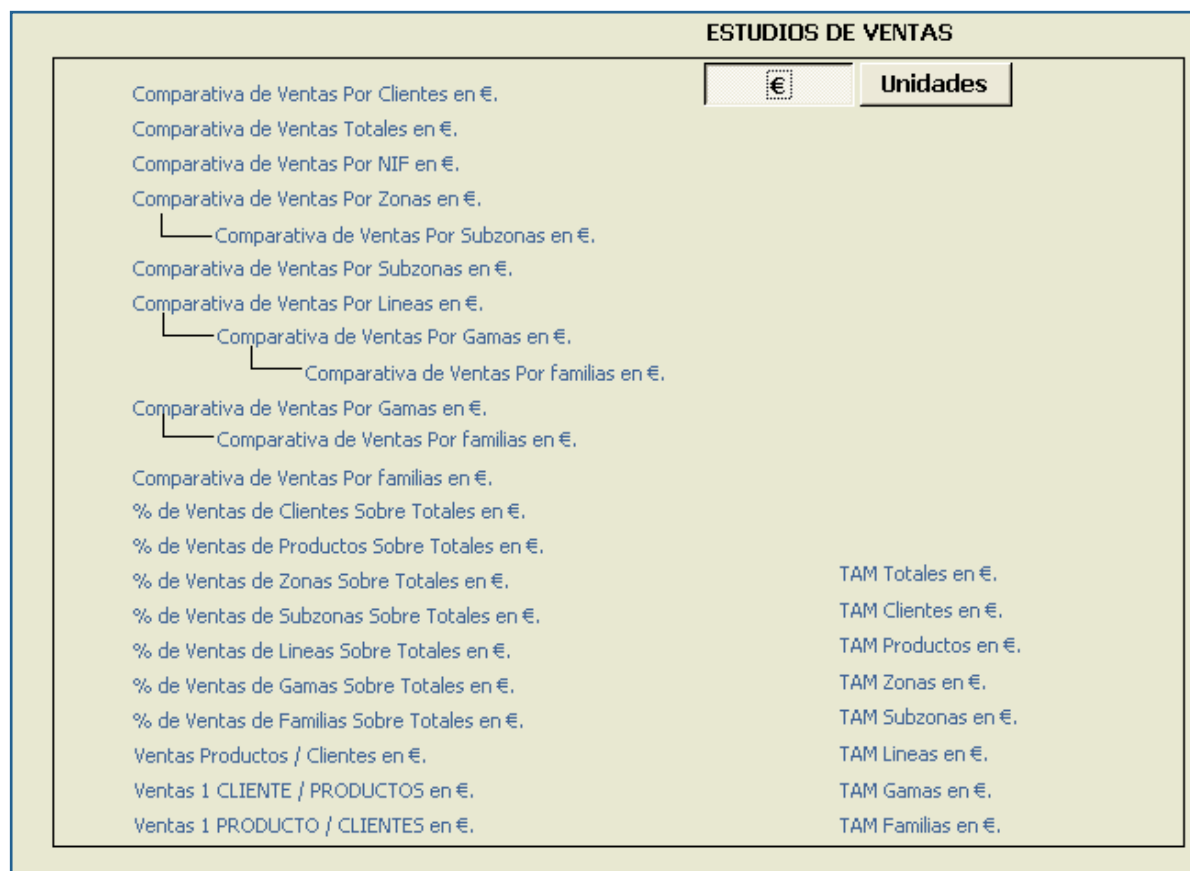 ESTUDIOS DE VENTAS
€ Unidades
Comparativa de Ventas Por Clientes en €.
Comparativa de Ventas Totales en €.
Comparativa de Ventas Por NIF en €.
Comparativa de Ventas Por Zonas en €.
Comparativa de Ventas Por Subzonas en €.
Comparativa de Ventas Por Subzonas en €.
Comparativa de Ventas Por Lineas en €.
Comparativa de Ventas Por Gamas en €.
Comparativa de Ventas Por familias en €.
Comparativa de Ventas Por Gamas en €.
Comparativa de Ventas Por familias en €.
Comparativa de Ventas Por familias en €.
% de Ventas de Clientes Sobre Totales en €.
% de Ventas de Productos Sobre Totales en €.
% de Ventas de Zonas Sobre Totales en €.
% de Ventas de Subzonas Sobre Totales en €.
% de Ventas de Lineas Sobre Totales en €.
% de Ventas de Gamas Sobre Totales en €.
% de Ventas de Familias Sobre Totales en €.
Ventas Productos / Clientes en €.
Ventas 1 CLIENTE / PRODUCTOS en €.
Ventas 1 PRODUCTO / CLIENTES en €.
TAM Totales en €.
TAM Clientes en €.
TAM Productos en €.
TAM Zonas en €.
TAM Subzonas en €.
TAM Lineas en €.
TAM Gamas en €.
TAM Familias en €.